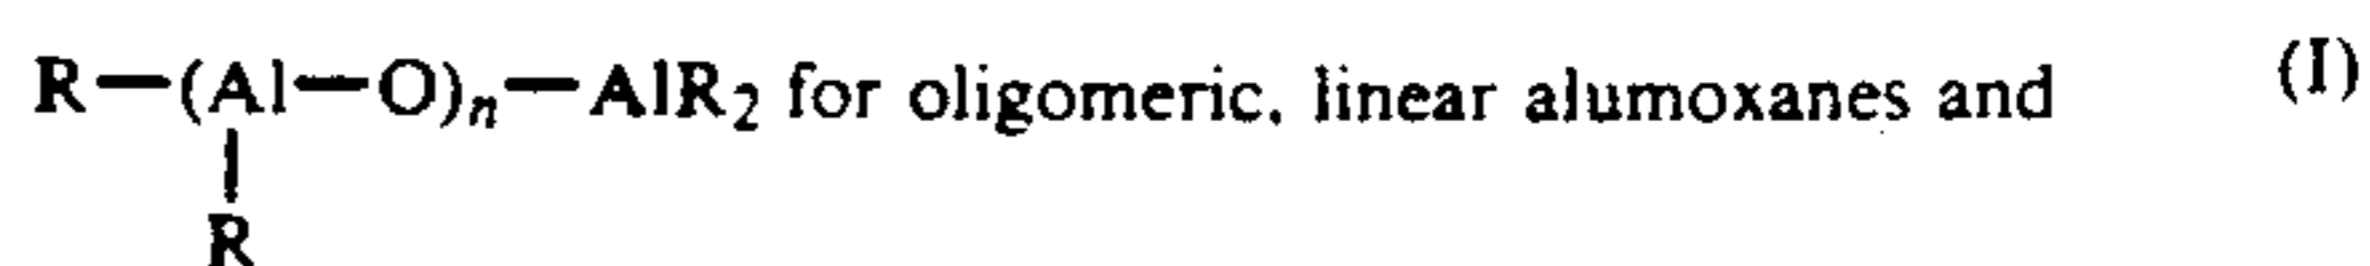 R—(Al—O)n—AlR2 for oligomeric, linear alumoxanes and (I)
R